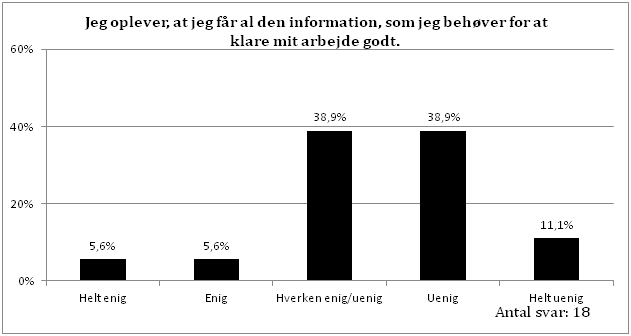 Jeg oplever, at jeg får al den information, som jeg behøver for at
klare mit arbejde godt.
60%
40%
20%
0%
5,6%
5,6%
38,9%
38,9%
11,1%
Helt enig
Enig
Hverken enig/uenig
Uenig
Helt uenig
Antal svar: 18